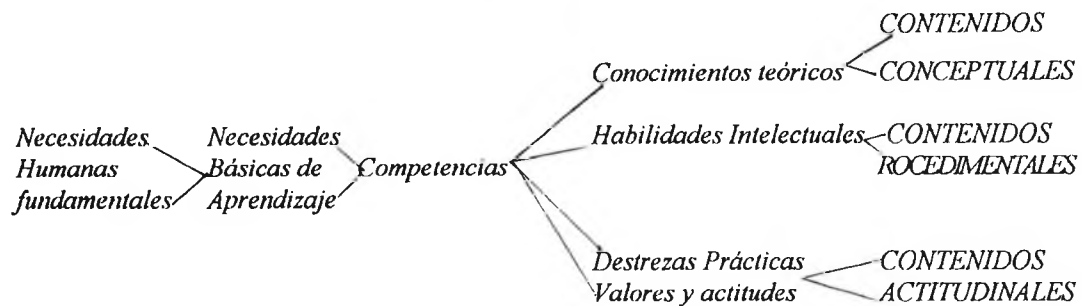 CONTENIDOS
Conocimientos teóricos CONCEPTUALES
Necesidades Necesidades Habilidades Intelectuales CONTENIDOS
Humanas Básicas de Competencias ROCEDIMENTALES
fundamentales Aprendizaje
Destrezas Prácticas CONTENIDOS
Valores y actitudes ACTITUDINALES